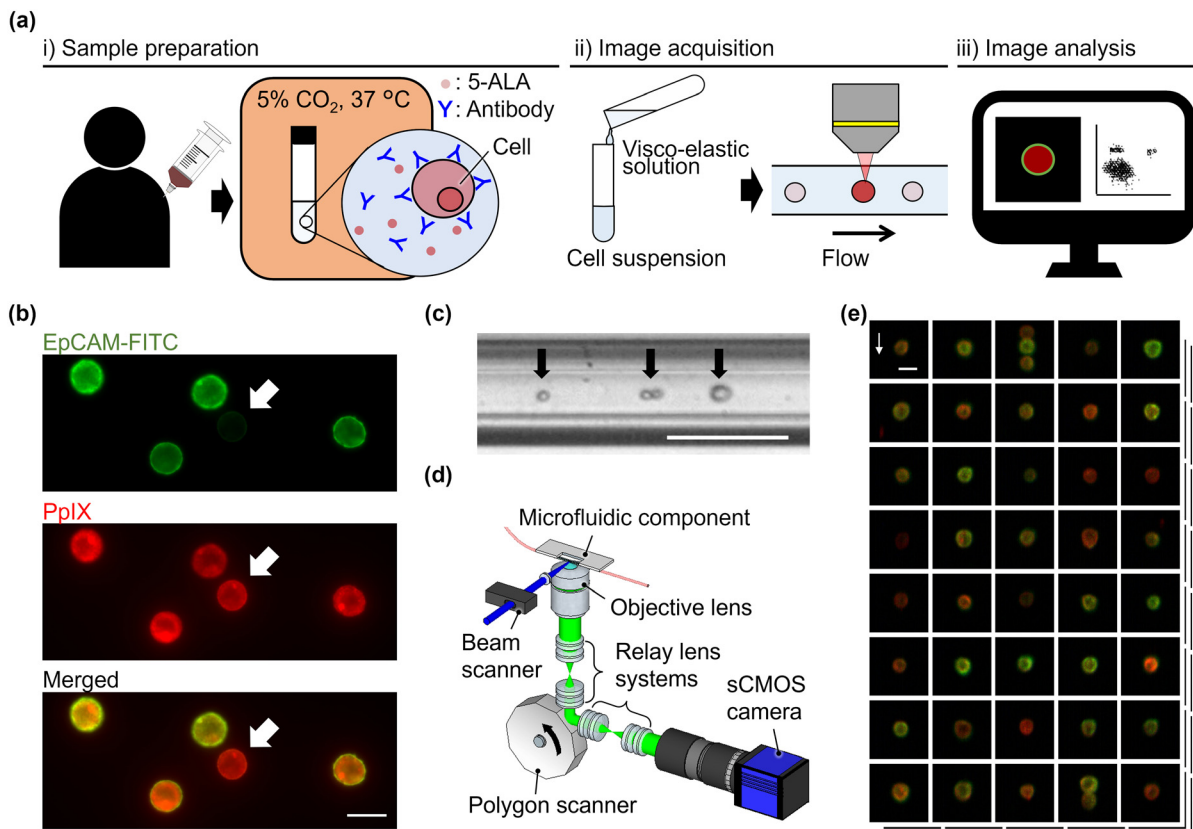 (a)
i) Sample preparation
ii) Image acquisition
iii) Image analysis
5% CO2, 37 °C
: 5-ALA
Y: Antibody
Cell
Visco-elastic
solution
Cell suspension
Flow
(b)
EpCAM-FITC
PpIX
Merged
(c)
(d)
Microfluidic component
Objective lens
Beam
scanner
Relay lens
systems
sCMOS
camera
Polygon scanner
(e)